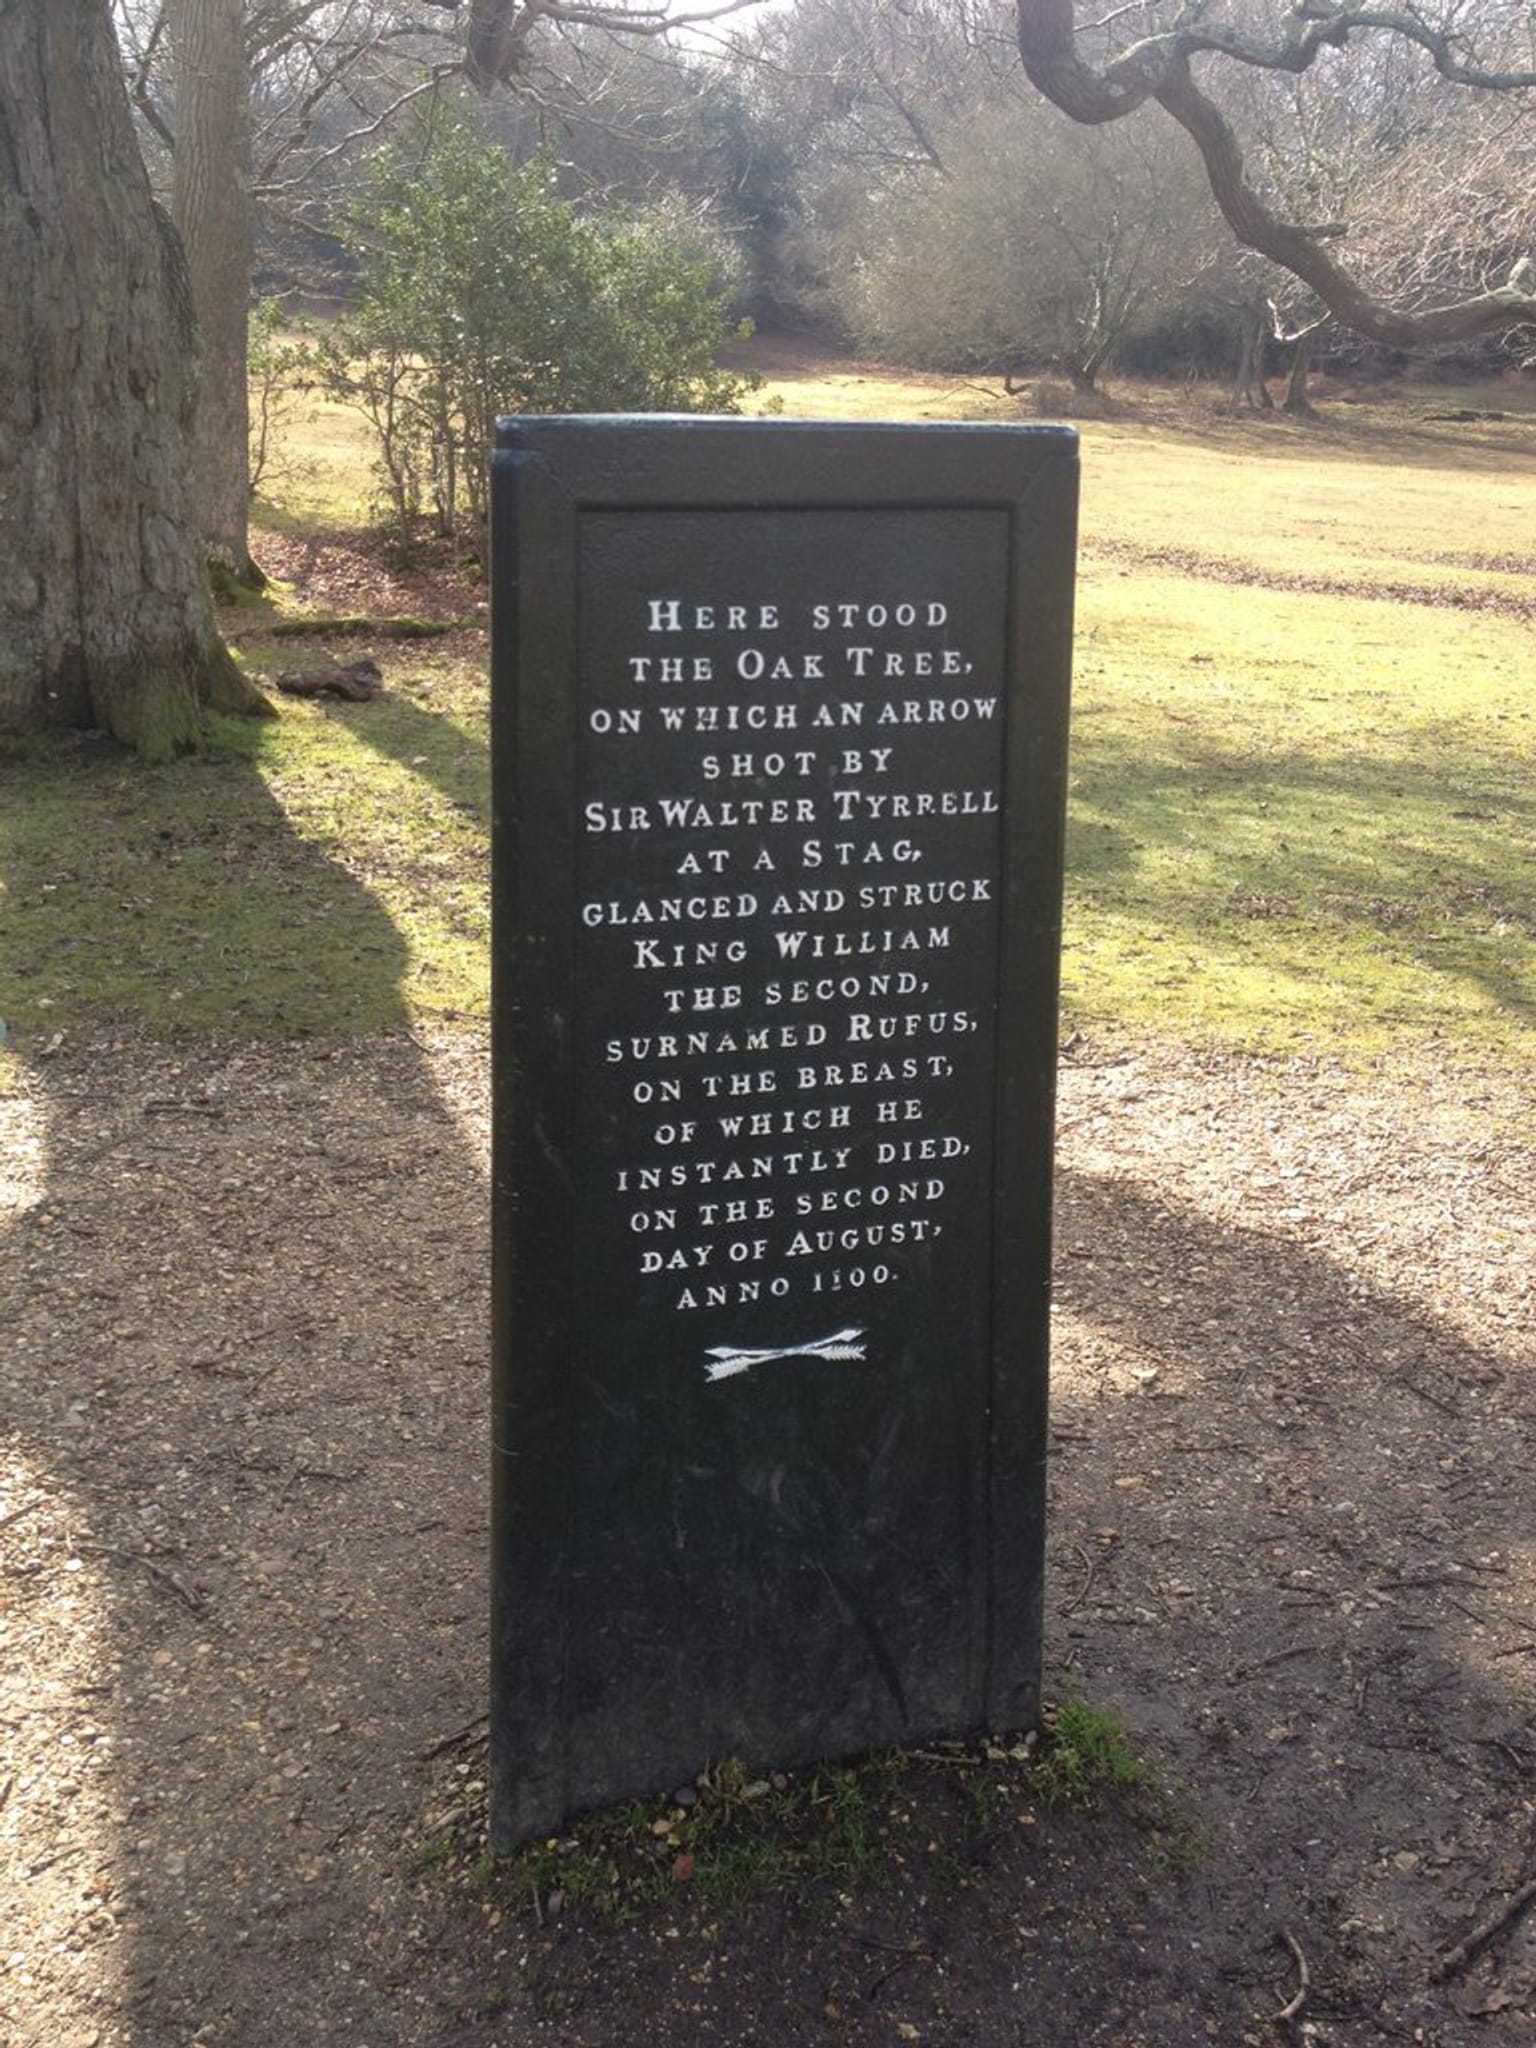 HERE STOOD
THE OAK TREE,
ON WHICH AN ARROW
SHOT BY
SIR WALTER TYRRELL
AT A STAG,
GLANCED AND STRUCK
KING WILLIAM
THE SECOND,
SURNAMED RUFUS,
ON THE BREAST,
OF WHICH HE
INSTANTLY DIED,
ON THE SECOND
DAY OF AUGUST,
ANNO 1100.